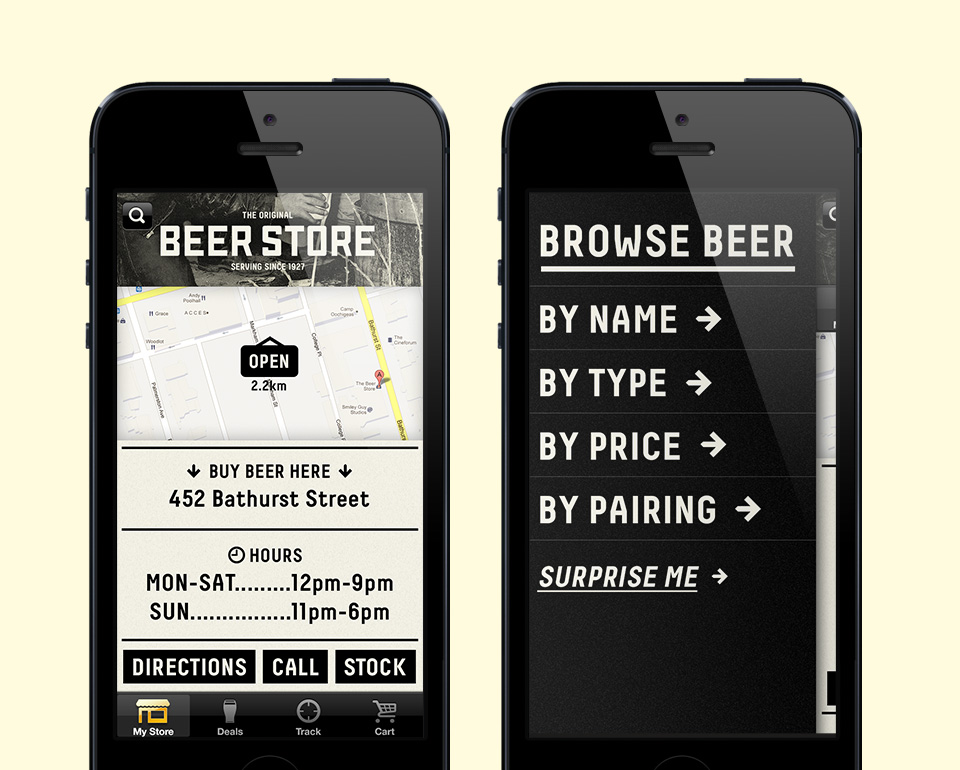 THE ORIGINAL
BEER STORE
SERVING SINCE 1927
Andy
Poolhall
Grace
A.C.C.E.S.
Camp
Woodlot
The
Cineforum
Bathurst St
Markham St
College Pl
OPEN
2.2km
The Beer
Store
A
Palmerston Ave
Smiley Guy
Studios
BUY BEER HERE
452 Bathurst Street
HOURS
MON-SAT.........12pm-9pm
SUN..................11pm-6pm
DIRECTIONS CALL STOCK
My Store Deals Track Cart
BROWSE BEER
BY NAME →
BY TYPE →
BY PRICE →
BY PAIRING →
SURPRISE ME →